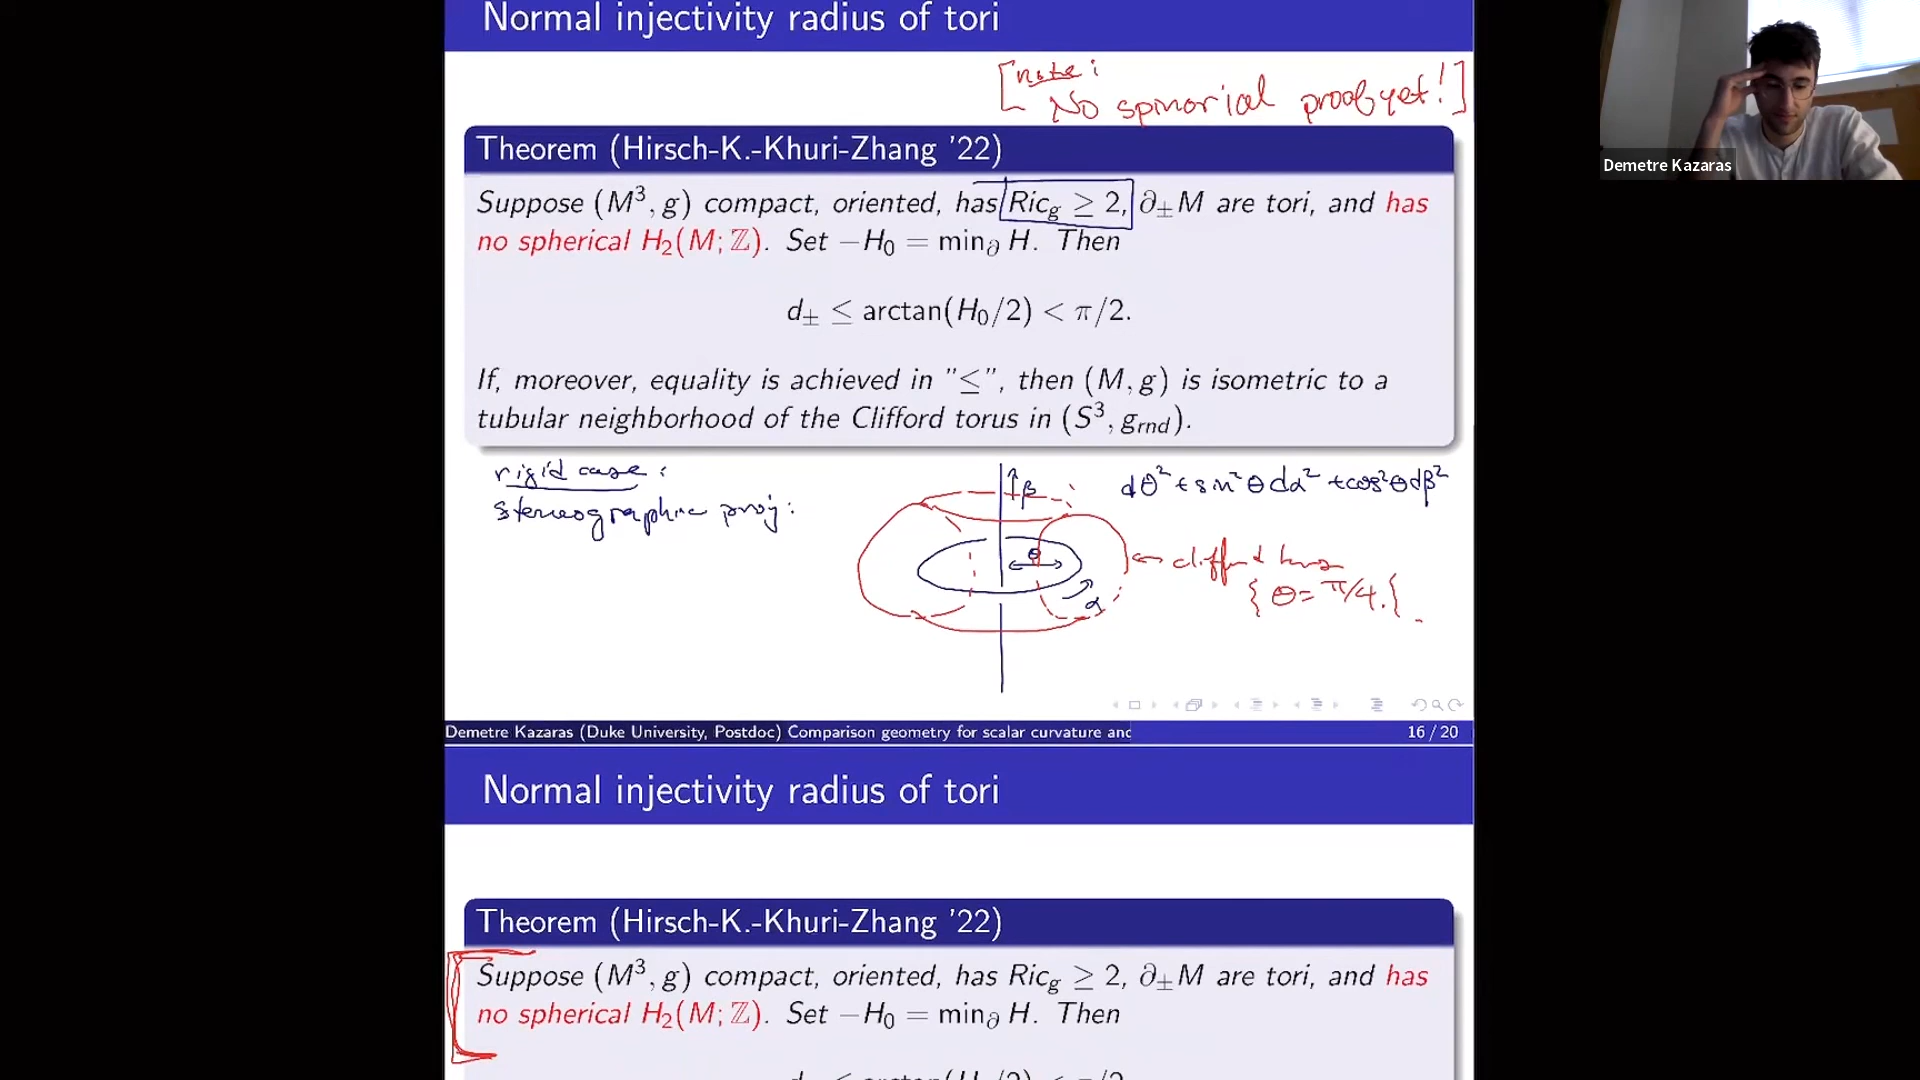 Normal injectivity radius of tori
[note:
No spinorial proof yet!]
Demetre Kazaras
Theorem (Hirsch-K.-Khuri-Zhang '22)
Suppose (M³, g) compact, oriented, has Ric_g ≥ 2, ∂±M are tori, and has
no spherical H₂(M; ℤ). Set −H₀ = min_∂ H. Then
d± ≤ arctan(H₀/2) < π/2.
If, moreover, equality is achieved in "≤", then (M, g) is isometric to a
tubular neighborhood of the Clifford torus in (S³, g_rnd).
rigid case:
stereographic proj:
β
dθ² + sin²θdα² + cos²θdβ²
θ
α
← clifford torus
{θ = π/4.}
Demetre Kazaras (Duke University, Postdoc) Comparison geometry for scalar curvature and
16 / 20
Normal injectivity radius of tori
Theorem (Hirsch-K.-Khuri-Zhang '22)
Suppose (M³, g) compact, oriented, has Ric_g ≥ 2, ∂±M are tori, and has
no spherical H₂(M; ℤ). Set −H₀ = min_∂ H. Then